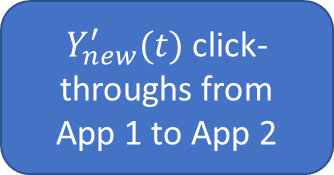 Y′ₙₑw(t) click-
throughs from
App 1 to App 2